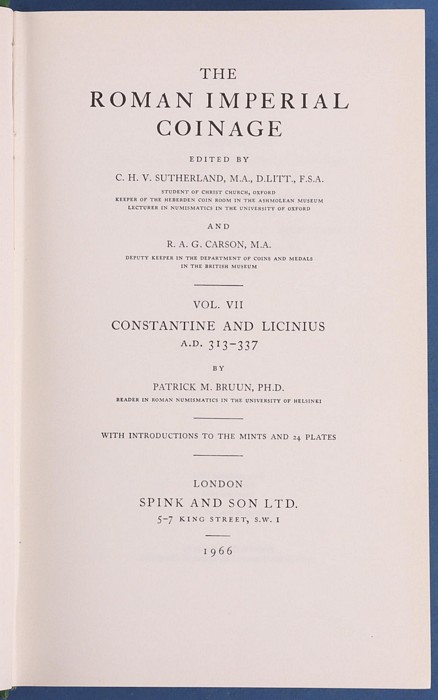 THE
ROMAN IMPERIAL
COINAGE
EDITED BY
C. H. V. SUTHERLAND, M.A., D.LITT., F.S.A.
STUDENT OF CHRIST CHURCH, OXFORD
KEEPER OF THE HEBERDEN COIN ROOM IN THE ASHMOLEAN MUSEUM
LECTURER IN NUMISMATICS IN THE UNIVERSITY OF OXFORD
AND
R. A. G. CARSON, M.A.
DEPUTY KEEPER IN THE DEPARTMENT OF COINS AND MEDALS
IN THE BRITISH MUSEUM
VOL. VII
CONSTANTINE AND LICINIUS
A.D. 313–337
BY
PATRICK M. BRUUN, PH.D.
READER IN ROMAN NUMISMATICS IN THE UNIVERSITY OF HELSINKI
WITH INTRODUCTIONS TO THE MINTS AND 24 PLATES
LONDON
SPINK AND SON LTD.
5–7 KING STREET, S.W. 1
1966